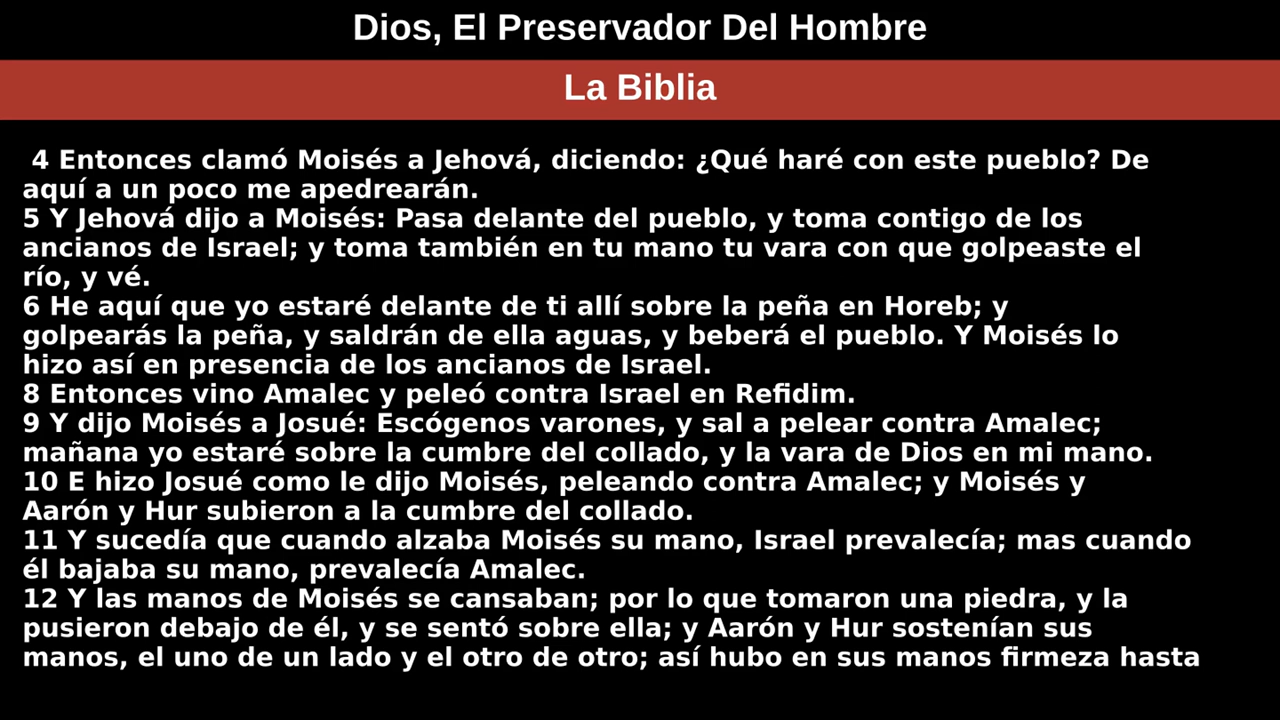 Dios, El Preservador Del Hombre
La Biblia
4 Entonces clamó Moisés a Jehová, diciendo: ¿Qué haré con este pueblo? De
aquí a un poco me apedrearán.
5 Y Jehová dijo a Moisés: Pasa delante del pueblo, y toma contigo de los
ancianos de Israel; y toma también en tu mano tu vara con que golpeaste el
río, y vé.
6 He aquí que yo estaré delante de ti allí sobre la peña en Horeb; y
golpearás la peña, y saldrán de ella aguas, y beberá el pueblo. Y Moisés lo
hizo así en presencia de los ancianos de Israel.
8 Entonces vino Amalec y peleó contra Israel en Refidim.
9 Y dijo Moisés a Josué: Escógenos varones, y sal a pelear contra Amalec;
mañana yo estaré sobre la cumbre del collado, y la vara de Dios en mi mano.
10 E hizo Josué como le dijo Moisés, peleando contra Amalec; y Moisés y
Aarón y Hur subieron a la cumbre del collado.
11 Y sucedía que cuando alzaba Moisés su mano, Israel prevalecía; mas cuando
él bajaba su mano, prevalecía Amalec.
12 Y las manos de Moisés se cansaban; por lo que tomaron una piedra, y la
pusieron debajo de él, y se sentó sobre ella; y Aarón y Hur sostenían sus
manos, el uno de un lado y el otro de otro; así hubo en sus manos firmeza hasta